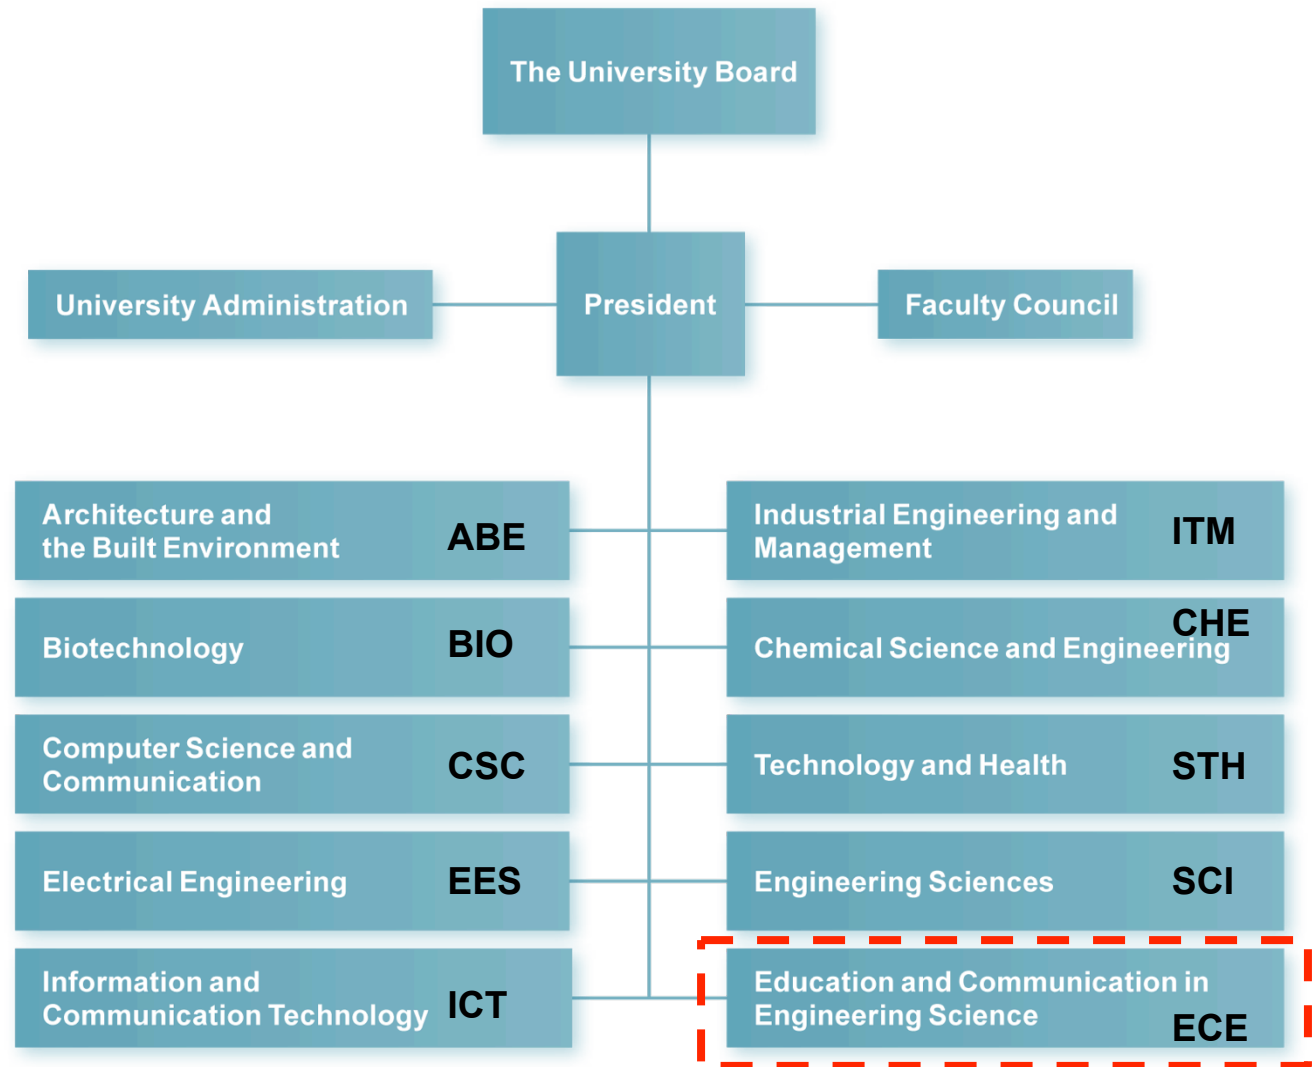 The University Board
University Administration
President
Faculty Council
Architecture and
the Built Environment
ABE
Industrial Engineering and
Management
ITM
Biotechnology
BIO
Chemical Science and Engineering
CHE
Computer Science and
Communication
CSC
Technology and Health
STH
Electrical Engineering
EES
Engineering Sciences
SCI
Information and
Communication Technology
ICT
Education and Communication in
Engineering Science
ECE